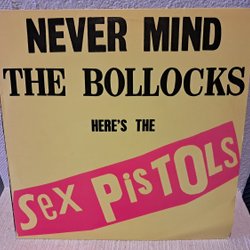 NEVER MIND
THE BOLLOCKS
HERE'S THE
Sex PisTOls